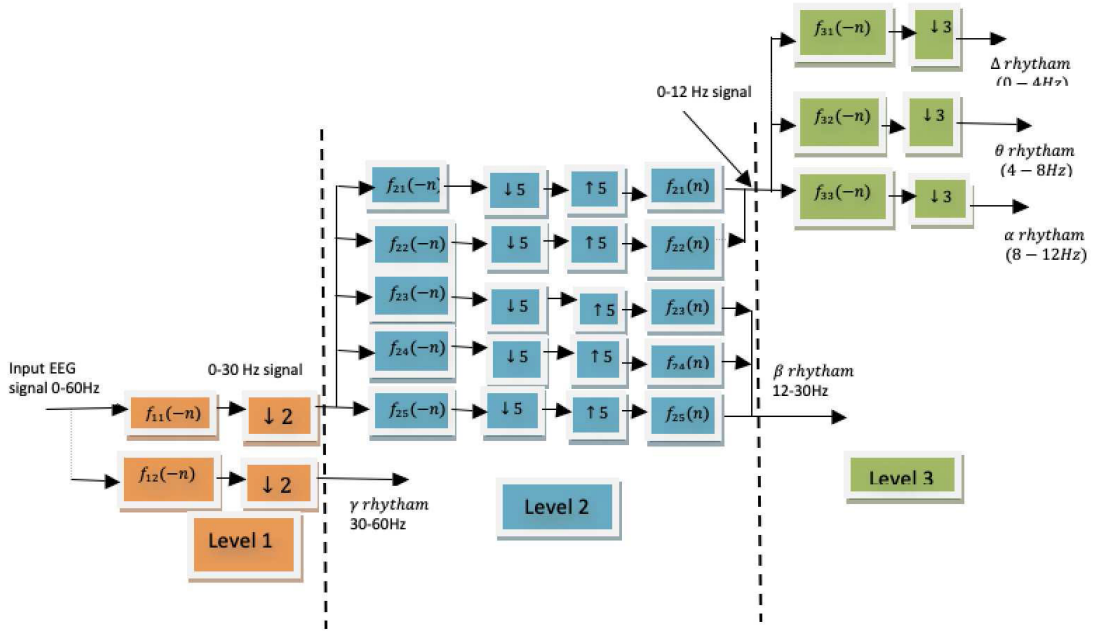 f₃₁(−n) ↓3
Δ rhytham
(0 − 4Hz)
0-12 Hz signal
f₃₂(−n) ↓3
θ rhytham
(4 − 8Hz)
f₂₁(−n) ↓5 ↑5 f₂₁(n) f₃₃(−n) ↓3
f₂₂(−n) ↓5 ↑5 f₂₂(n)
α rhytham
(8 − 12Hz)
f₂₃(−n) ↓5 ↑5 f₂₃(n)
f₂₄(−n) ↓5 ↑5 f₂₄(n)
Input EEG
signal 0-60Hz
0-30 Hz signal
β rhytham
12-30Hz
f₁₁(−n) ↓2 f₂₅(−n) ↓5 ↑5 f₂₅(n)
f₁₂(−n) ↓2
γ rhytham
30-60Hz
Level 1
Level 2
Level 3